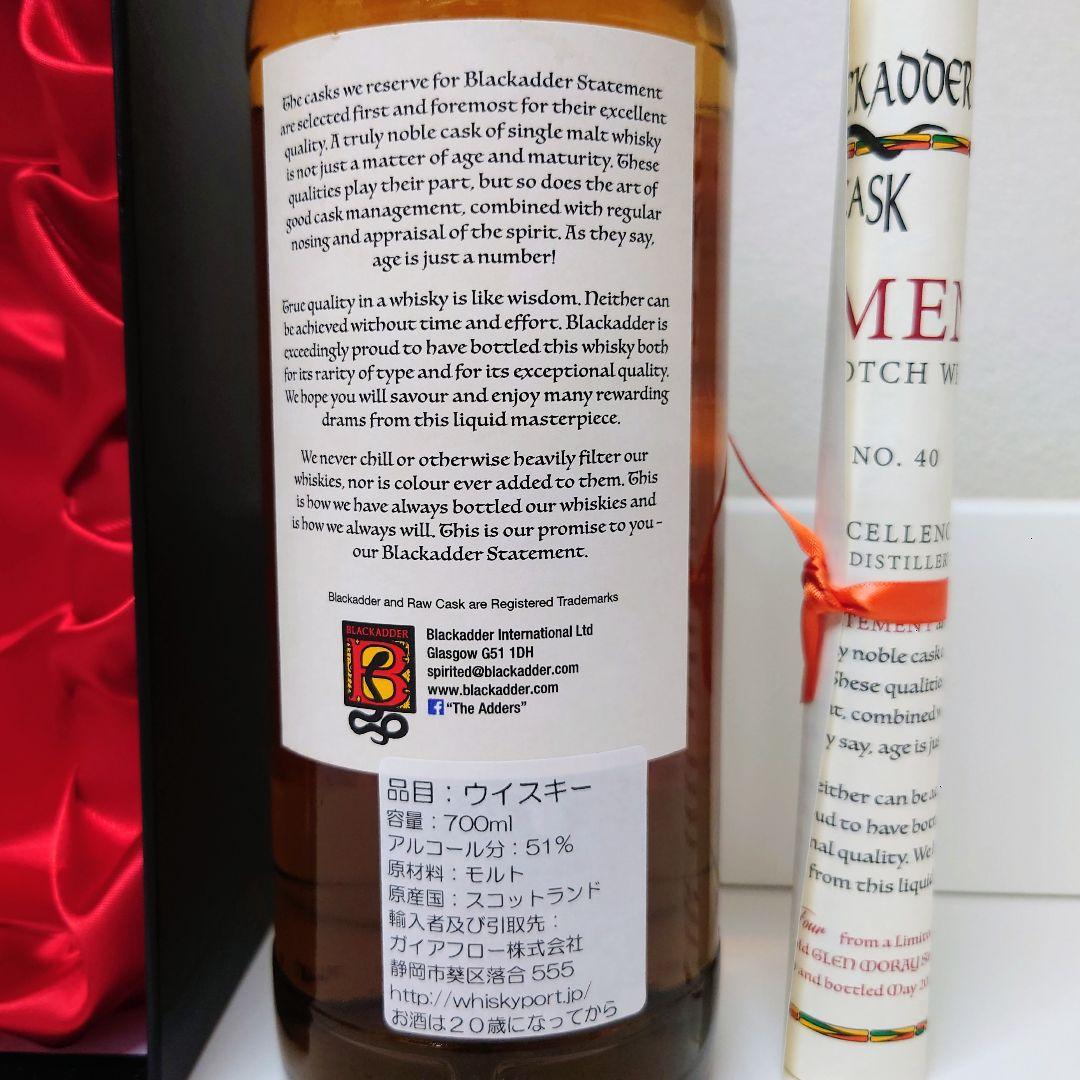 The casks we reserve for Blackadder Statement
are selected first and foremost for their excellent
quality. A truly noble cask of single malt whisky
is not just a matter of age and maturity. These
qualities play their part, but so does the art of
good cask management, combined with regular
nosing and appraisal of the spirit. As they say,
age is just a number!
True quality in a whisky is like wisdom. Neither can
be achieved without time and effort. Blackadder is
exceedingly proud to have bottled this whisky both
for its rarity of type and for its exceptional quality.
We hope you will savour and enjoy many rewarding
drams from this liquid masterpiece.
We never chill or otherwise heavily filter our
whiskies, nor is colour ever added to them. This
is how we have always bottled our whiskies and
is how we always will. This is our promise to you –
our Blackadder Statement.
Blackadder and Raw Cask are Registered Trademarks
BLACKADDER
B
Blackadder International Ltd
Glasgow G51 1DH
spirited@blackadder.com
www.blackadder.com
f "The Adders"
品目：ウイスキー
容量：700ml
アルコール分：51%
原材料：モルト
原産国：スコットランド
輸入者及び引取先：
ガイアフロー株式会社
静岡市葵区落合555
http://whiskyport.jp/
お酒は20歳になってから
CKADDER
CASK
MEN
OTCH W
NO. 40
CELLENC
DISTILLER
TEMENT
y noble cask
These qualitie
t, combined w
y say, age is ju
either can be a
ud to have bot
nal quality. We
from this liquid
Four from a Limite
ld GLEN MORAY S
and bottled May 20